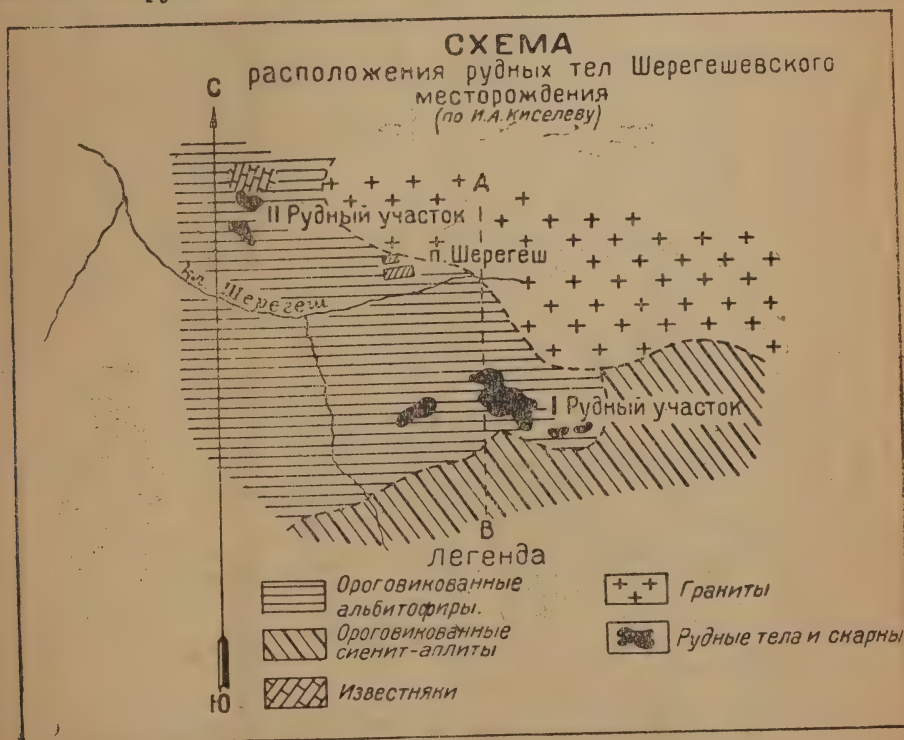 СХЕМА
расположения рудных тел Шерегешевского
месторождения
(по И.А.Киселеву)
С
А
II Рудный участок
п. Шерегеш
кл. Шерегеш
I Рудный участок
В
Легенда
Ороговикованные
альбитофиры.
Ороговикованные
сиенит-аплиты
Известняки
Граниты
Рудные тела и скарны
Ю